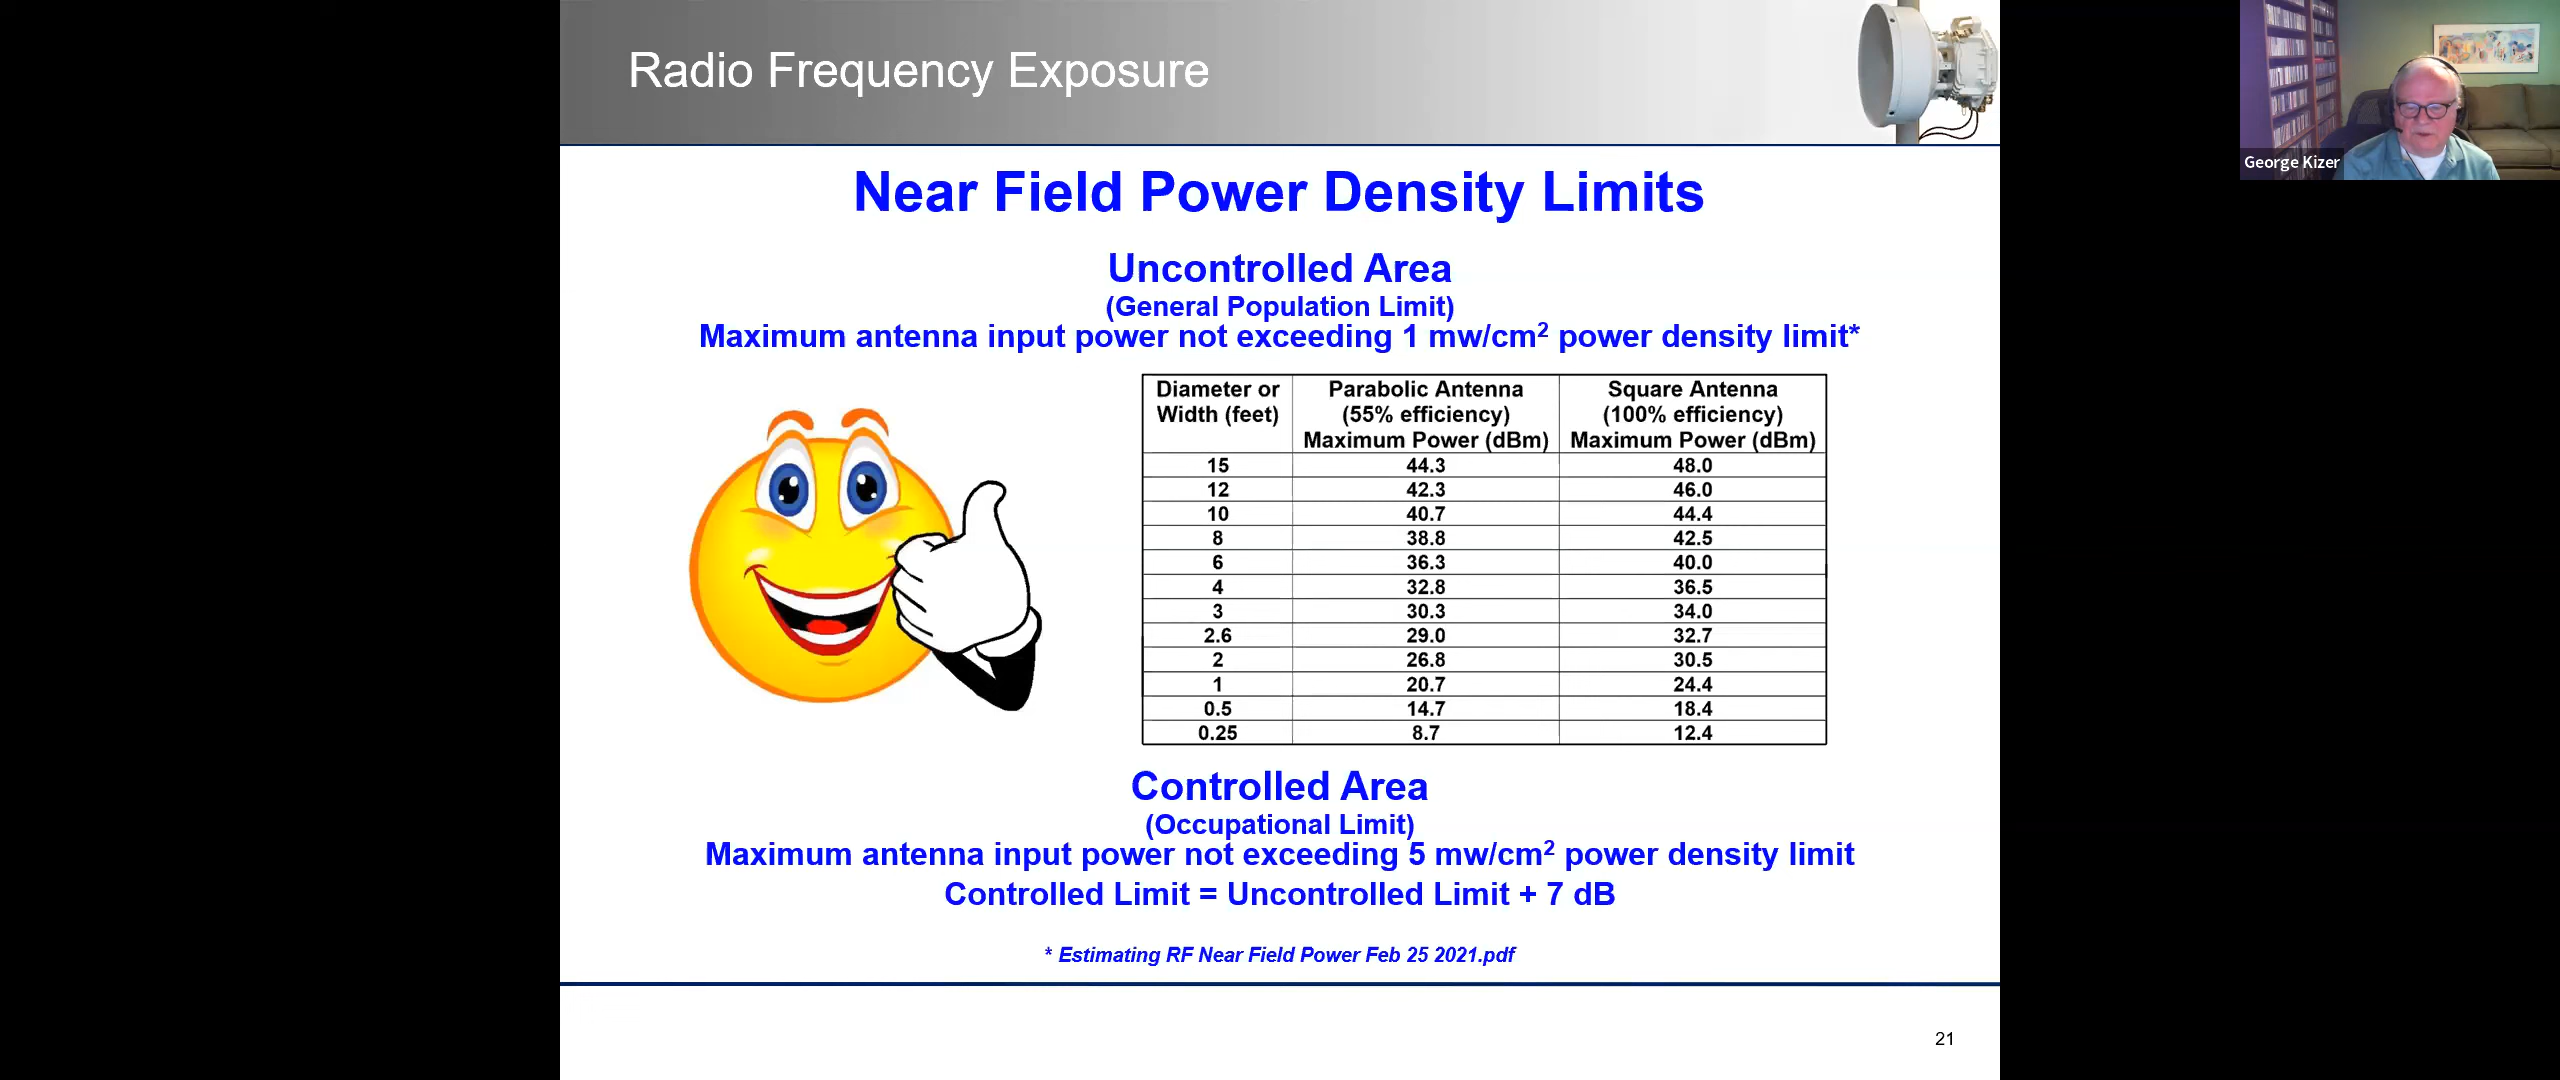 Radio Frequency Exposure
George Kizer
Near Field Power Density Limits
Uncontrolled Area
(General Population Limit)
Maximum antenna input power not exceeding 1 mw/cm² power density limit*
Diameter or Width (feet) Parabolic Antenna (55% efficiency) Maximum Power (dBm) Square Antenna (100% efficiency) Maximum Power (dBm)
15 44.3 48.0
12 42.3 46.0
10 40.7 44.4
8 38.8 42.5
6 36.3 40.0
4 32.8 36.5
3 30.3 34.0
2.6 29.0 32.7
2 26.8 30.5
1 20.7 24.4
0.5 14.7 18.4
0.25 8.7 12.4
Controlled Area
(Occupational Limit)
Maximum antenna input power not exceeding 5 mw/cm² power density limit
Controlled Limit = Uncontrolled Limit + 7 dB
* Estimating RF Near Field Power Feb 25 2021.pdf
21